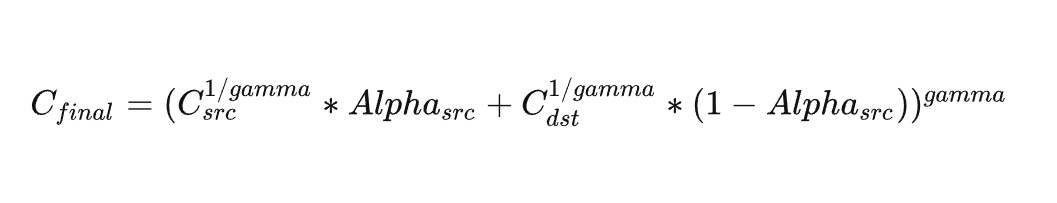 C_{final} = (C_{src}^{1/gamma} * Alpha_{src} + C_{dst}^{1/gamma} * (1 − Alpha_{src}))^{gamma}